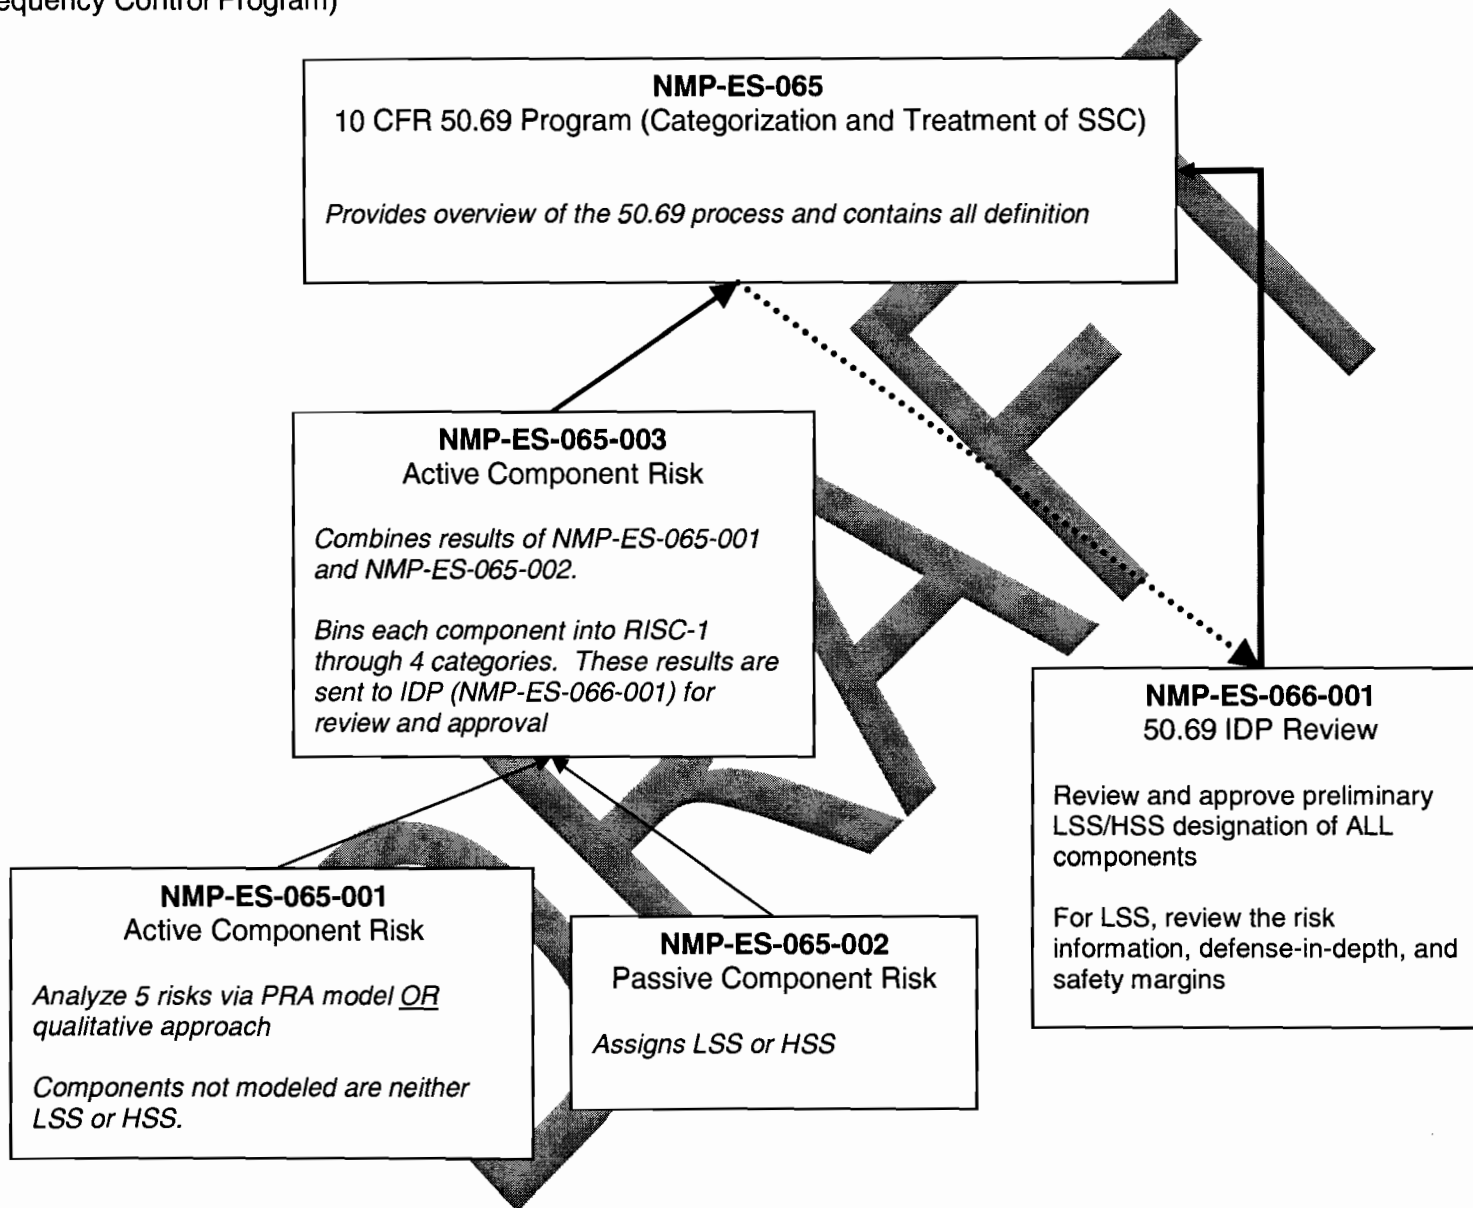 equency Control Program)
NMP-ES-065
10 CFR 50.69 Program (Categorization and Treatment of SSC)
Provides overview of the 50.69 process and contains all definition
NMP-ES-065-003
Active Component Risk
Combines results of NMP-ES-065-001
and NMP-ES-065-002.
Bins each component into RISC-1
through 4 categories.  These results are
sent to IDP (NMP-ES-066-001) for
review and approval
NMP-ES-066-001
50.69 IDP Review
Review and approve preliminary
LSS/HSS designation of ALL
components
For LSS, review the risk
information, defense-in-depth, and
safety margins
NMP-ES-065-001
Active Component Risk
Analyze 5 risks via PRA model OR
qualitative approach
Components not modeled are neither
LSS or HSS.
NMP-ES-065-002
Passive Component Risk
Assigns LSS or HSS
DRAFT